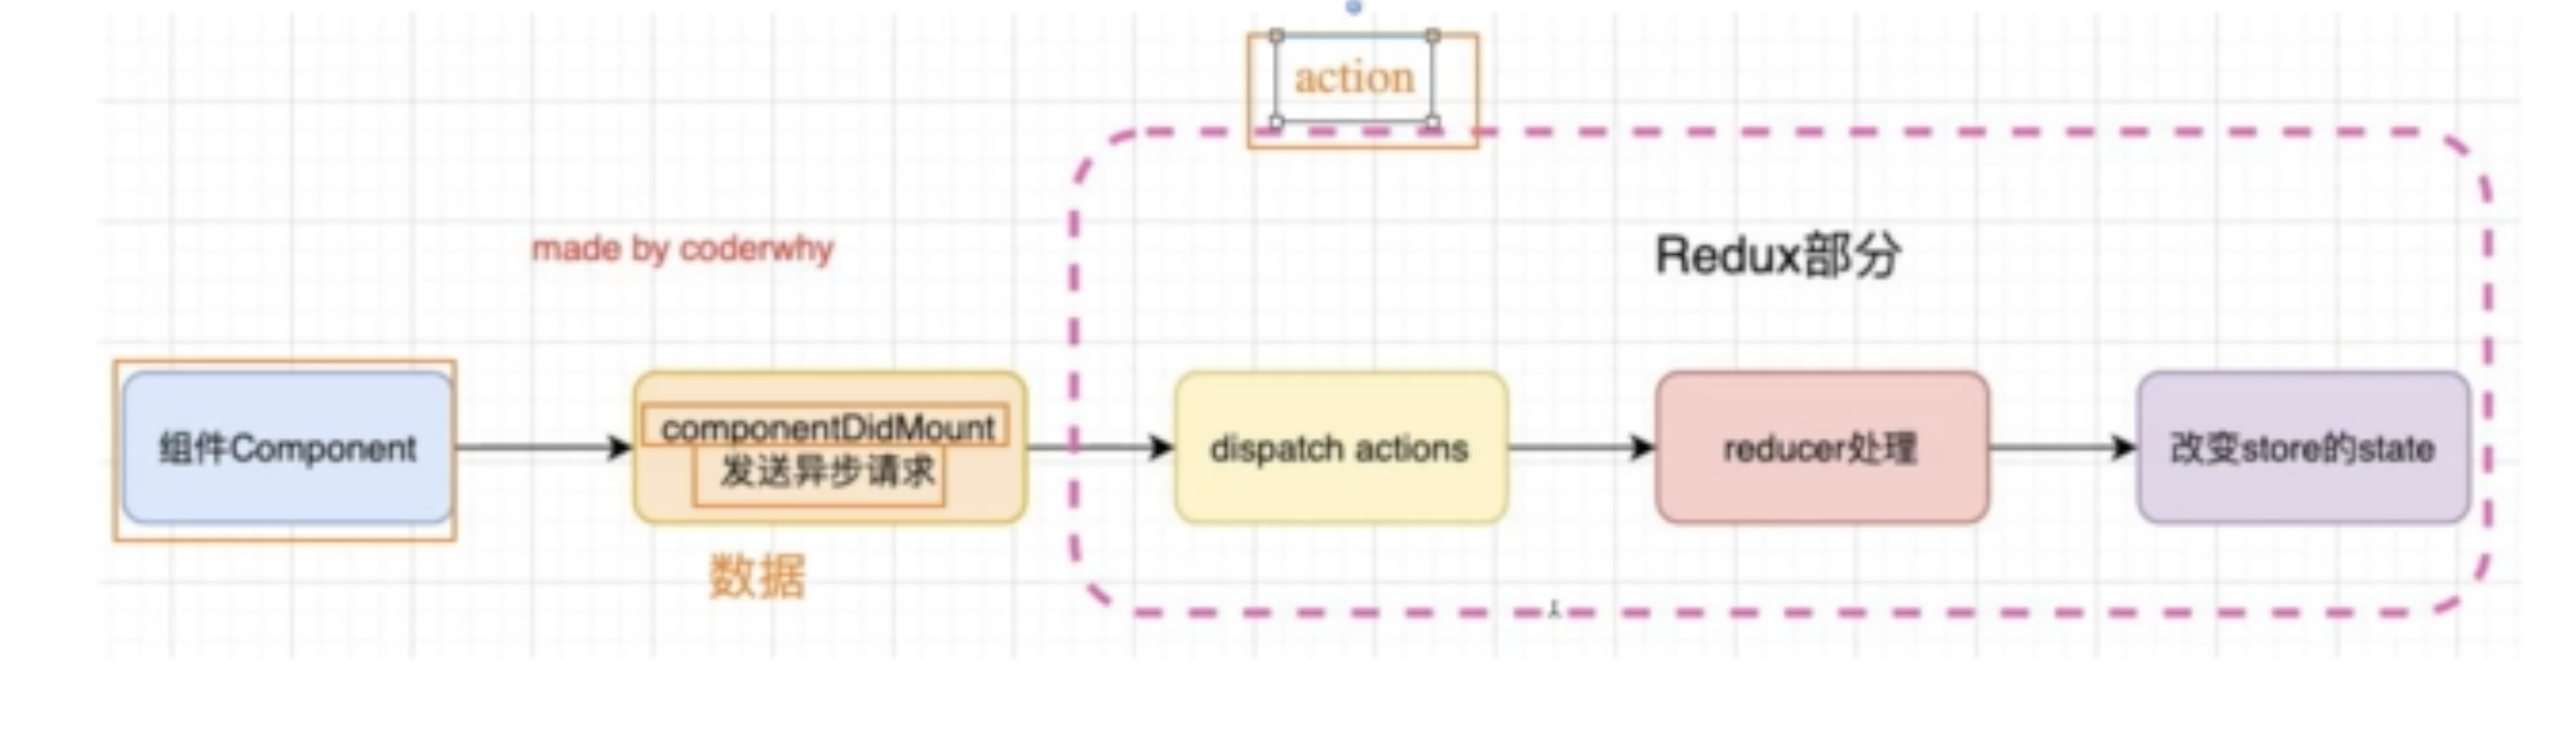 action
made by coderwhy
Redux部分
组件Component
componentDidMount
发送异步请求
dispatch actions
reducer处理
改变store的state
数据